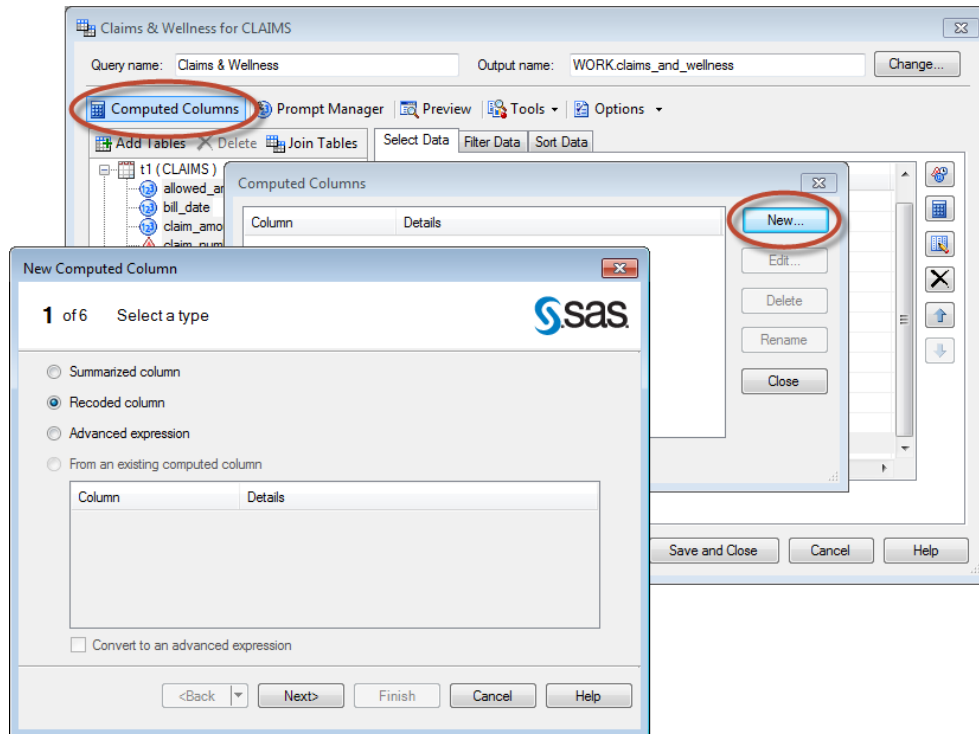 Claims & Wellness for CLAIMS
Query name: Claims & Wellness Output name: WORK.claims_and_wellness Change...
Computed Columns Prompt Manager Preview Tools Options
Add Tables Delete Join Tables Select Data Filter Data Sort Data
t1 (CLAIMS)
allowed_
bill_date
claim_amo
claim_num
Computed Columns
Column Details
New...
Edit...
Delete
Rename
Close
New Computed Column
1 of 6 Select a type
sas
Summarized column
Recoded column
Advanced expression
From an existing computed column
Column Details
Convert to an advanced expression
<Back Next> Finish Cancel Help
Save and Close Cancel Help